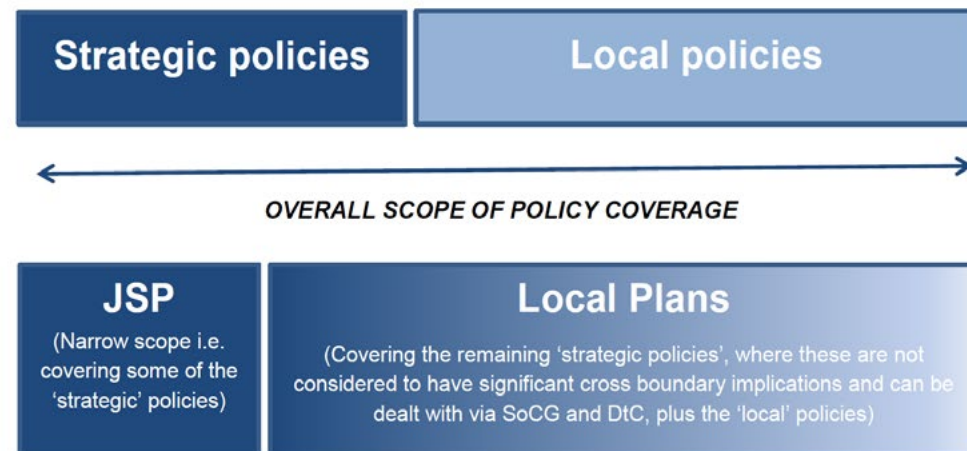 Strategic policies
Local policies
OVERALL SCOPE OF POLICY COVERAGE
JSP
(Narrow scope i.e.
covering some of the
‘strategic’ policies)
Local Plans
(Covering the remaining ‘strategic policies’, where these are not
considered to have significant cross boundary implications and can be
dealt with via SoCG and DtC, plus the ‘local’ policies)